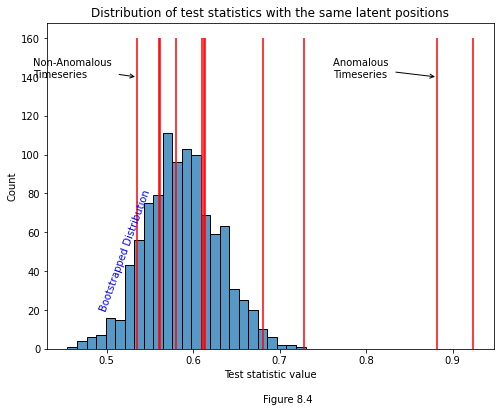 Distribution of test statistics with the same latent positions
160
140
120
100
80
60
40
20
0
Count
Non-Anomalous
Timeseries
Anomalous
Timeseries
Bootstrapped Distribution
0.5
0.6
0.7
0.8
0.9
Test statistic value
Figure 8.4